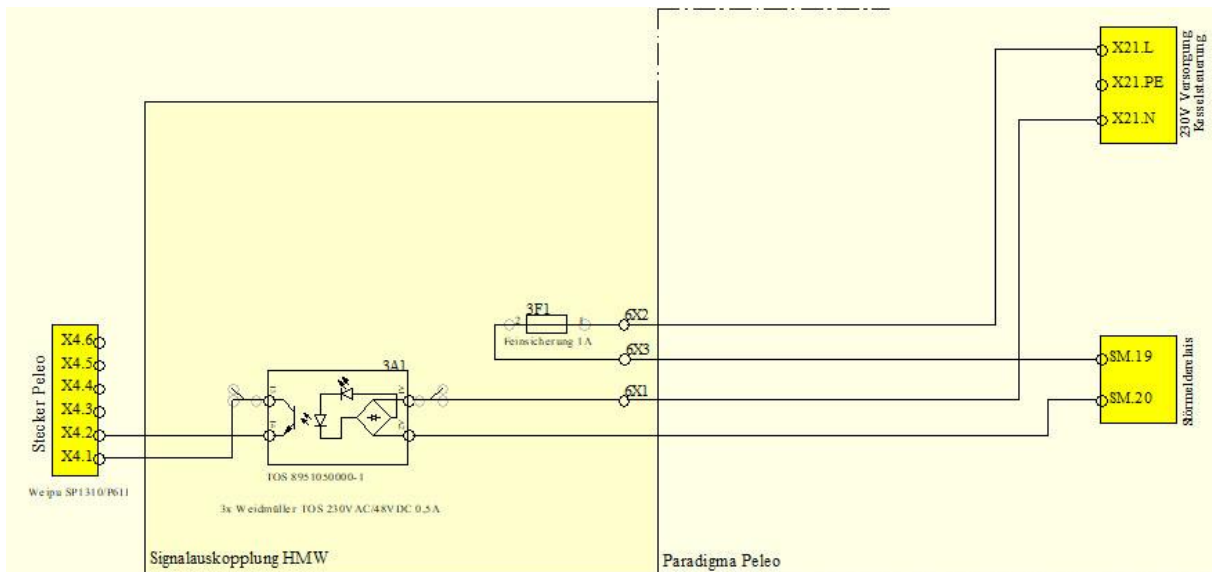 X21.L
X21.PE
X21.N
230V Versorgung
Kesselsteuerung
3F1
2
1
Feinsicherung 1A
6X2
6X3
6X1
SM.19
SM.20
Störmelderelais
Stecker Peleo
X4.6
X4.5
X4.4
X4.3
X4.2
X4.1
Weipu SP1310/P611
3A1
TOS 8951050000-1
3x Weidmüller TOS 230VAC/48VDC 0,5A
Signalauskopplung HMW
Paradigma Peleo